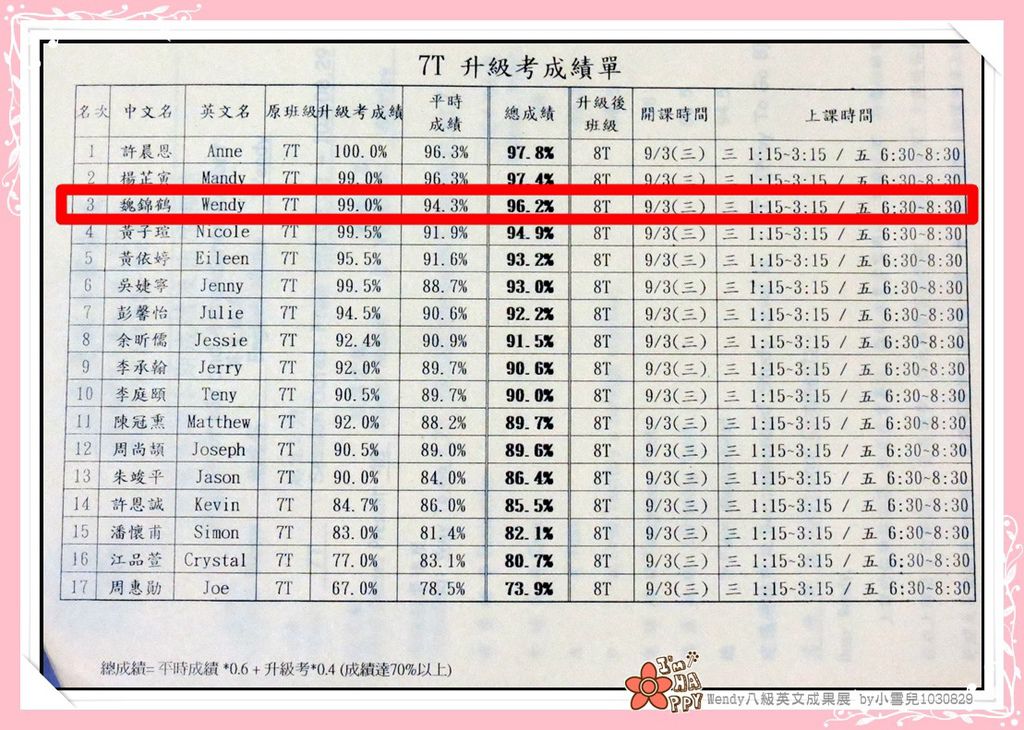 7T 升級考成績單
名次 中文名 英文名 原班級 升級考成績 平時成績 總成績 升級後班級 開課時間 上課時間
1 許晨恩 Anne 7T 100.0% 96.3% 97.8% 8T 9/3(三) 三 1:15~3:15 / 五 6:30~8:30
2 楊芷寅 Mandy 7T 99.0% 96.3% 97.4% 8T 9/3(三) 三 1:15~3:15 / 五 6:30~8:30
3 魏錦鶴 Wendy 7T 99.0% 94.3% 96.2% 8T 9/3(三) 三 1:15~3:15 / 五 6:30~8:30
4 黃子瑄 Nicole 7T 99.5% 91.9% 94.9% 8T 9/3(三) 三 1:15~3:15 / 五 6:30~8:30
5 黃依婷 Eileen 7T 95.5% 91.6% 93.2% 8T 9/3(三) 三 1:15~3:15 / 五 6:30~8:30
6 吳婕寧 Jenny 7T 99.5% 88.7% 93.0% 8T 9/3(三) 三 1:15~3:15 / 五 6:30~8:30
7 彭馨怡 Julie 7T 94.5% 90.6% 92.2% 8T 9/3(三) 三 1:15~3:15 / 五 6:30~8:30
8 余昕儒 Jessie 7T 92.4% 90.9% 91.5% 8T 9/3(三) 三 1:15~3:15 / 五 6:30~8:30
9 李承翰 Jerry 7T 92.0% 89.7% 90.6% 8T 9/3(三) 三 1:15~3:15 / 五 6:30~8:30
10 李庭頤 Teny 7T 90.5% 89.7% 90.0% 8T 9/3(三) 三 1:15~3:15 / 五 6:30~8:30
11 陳冠熏 Matthew 7T 92.0% 88.2% 89.7% 8T 9/3(三) 三 1:15~3:15 / 五 6:30~8:30
12 周尚頡 Joseph 7T 90.5% 89.0% 89.6% 8T 9/3(三) 三 1:15~3:15 / 五 6:30~8:30
13 朱竣平 Jason 7T 90.0% 84.0% 86.4% 8T 9/3(三) 三 1:15~3:15 / 五 6:30~8:30
14 許恩誠 Kevin 7T 84.7% 86.0% 85.5% 8T 9/3(三) 三 1:15~3:15 / 五 6:30~8:30
15 潘懷甫 Simon 7T 83.0% 81.4% 82.1% 8T 9/3(三) 三 1:15~3:15 / 五 6:30~8:30
16 江品萱 Crystal 7T 77.0% 83.1% 80.7% 8T 9/3(三) 三 1:15~3:15 / 五 6:30~8:30
17 周惠勛 Joe 7T 67.0% 78.5% 73.9% 8T 9/3(三) 三 1:15~3:15 / 五 6:30~8:30
總成績= 平時成績 *0.6 + 升級考*0.4 (成績達70%以上)
I'm HAPPY
Wendy八級英文成果展 by小雪兒1030829